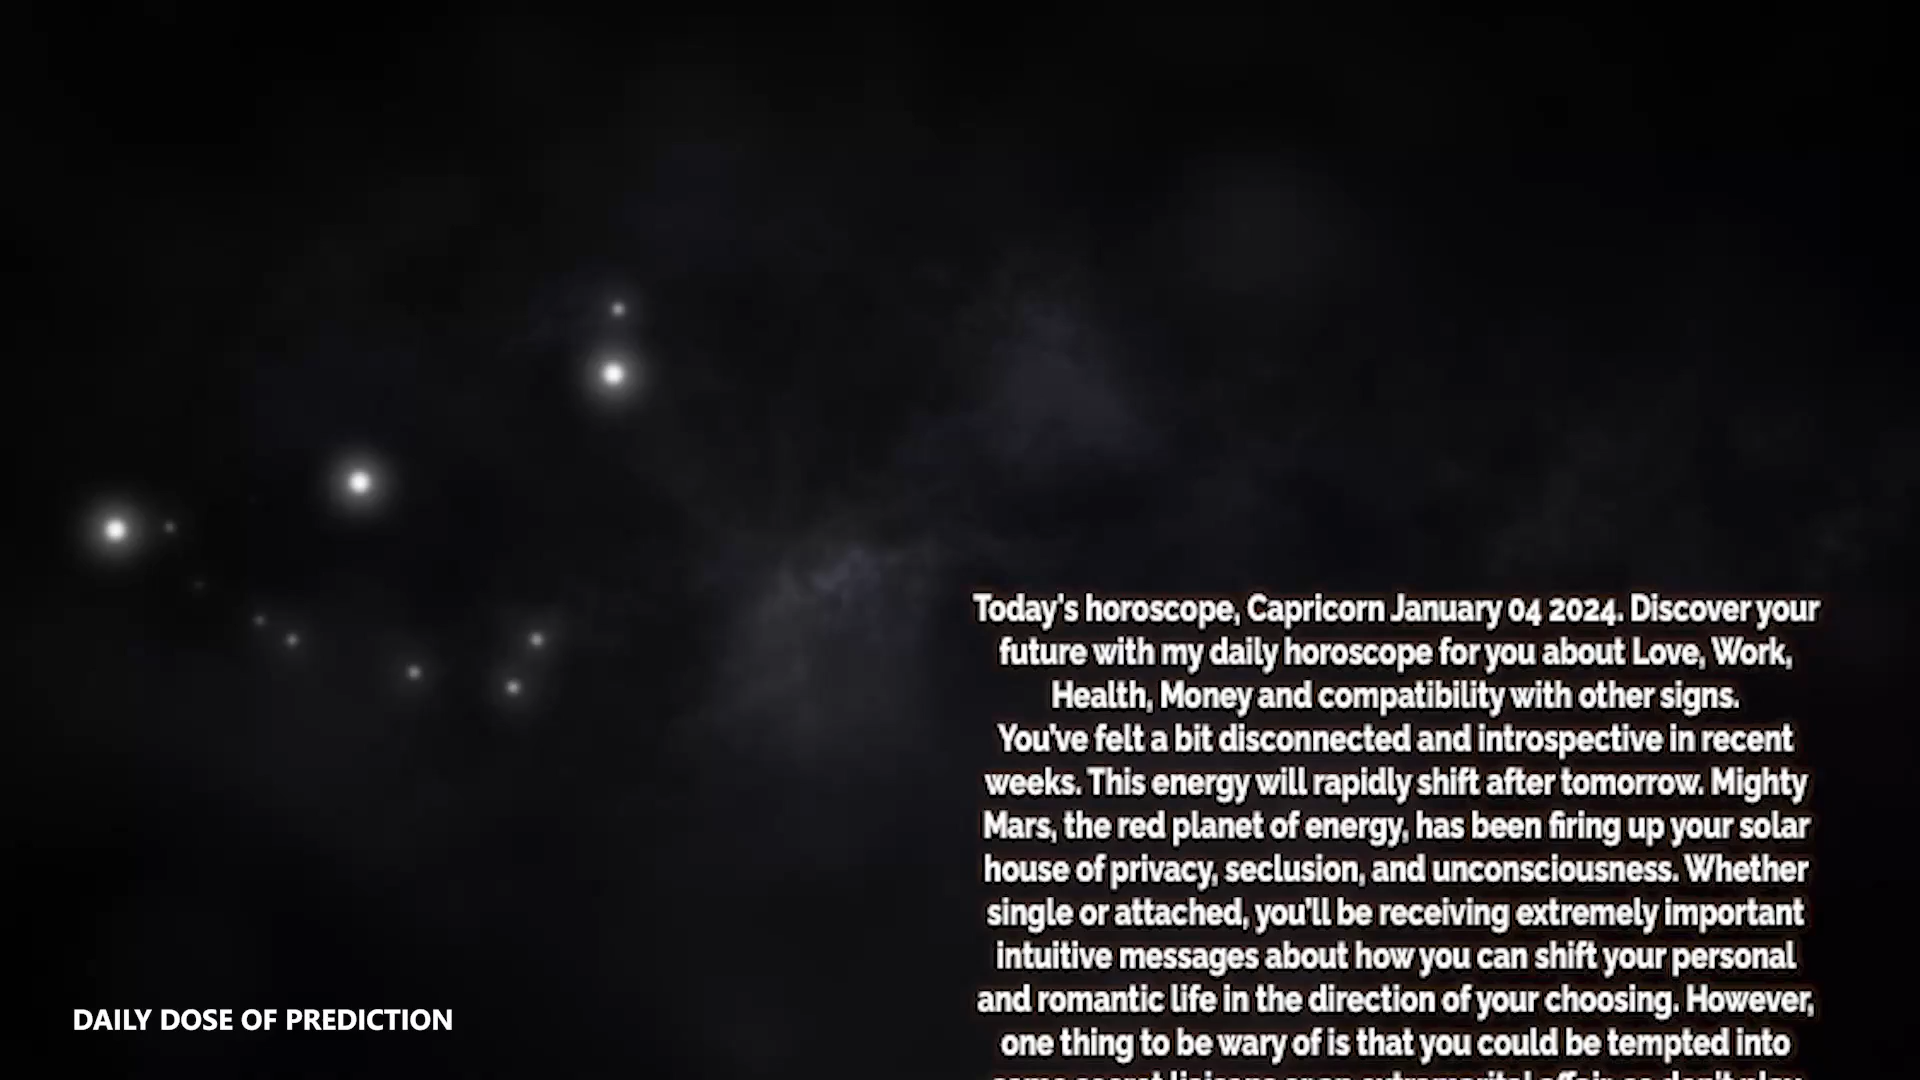 Today's horoscope, Capricorn January 04 2024. Discover your
future with my daily horoscope for you about Love, Work,
Health, Money and compatibility with other signs.
You've felt a bit disconnected and introspective in recent
weeks. This energy will rapidly shift after tomorrow. Mighty
Mars, the red planet of energy, has been firing up your solar
house of privacy, seclusion, and unconsciousness. Whether
single or attached, you'll be receiving extremely important
intuitive messages about how you can shift your personal
and romantic life in the direction of your choosing. However,
one thing to be wary of is that you could be tempted into
DAILY DOSE OF PREDICTION